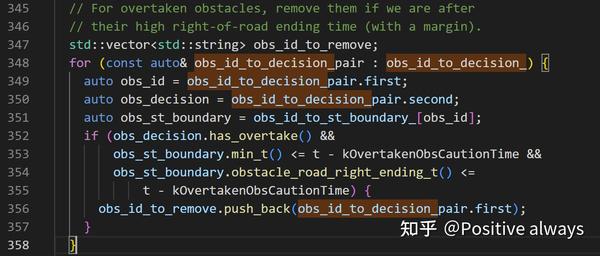 345 // For overtaken obstacles, remove them if we are after
346 // their high right-of-road ending time (with a margin).
347 std::vector<std::string> obs_id_to_remove;
348 for (const auto& obs_id_to_decision_pair : obs_id_to_decision_) {
349 auto obs_id = obs_id_to_decision_pair.first;
350 auto obs_decision = obs_id_to_decision_pair.second;
351 auto obs_st_boundary = obs_id_to_st_boundary_[obs_id];
352 if (obs_decision.has_overtake() &&
353 obs_st_boundary.min_t() <= t - kOvertakenObsCautionTime &&
354 obs_st_boundary.obstacle_road_right_ending_t() <=
355 t - kOvertakenObsCautionTime) {
356 obs_id_to_remove.push_back(obs_id_to_decision_pair.first);
357 }
358 }
知乎 @Positive always